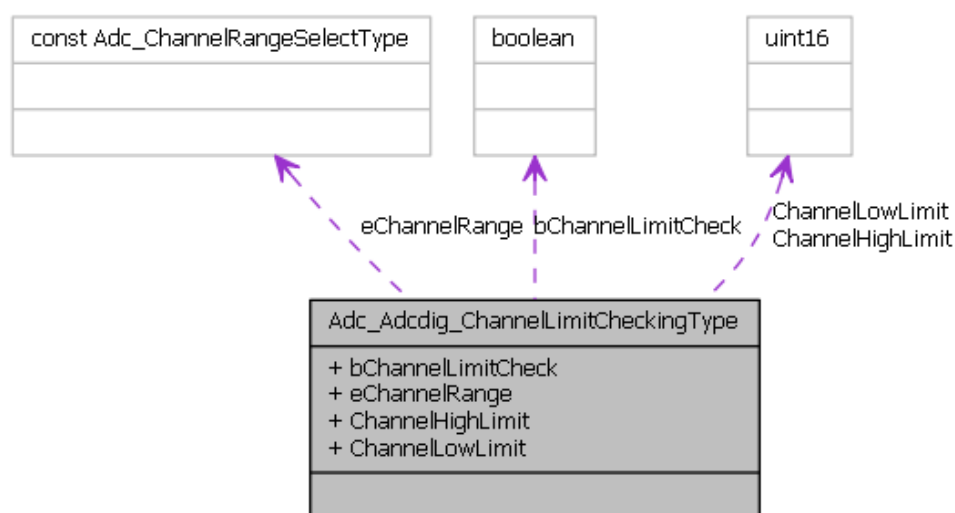 const Adc_ChannelRangeSelectType
boolean
uint16
eChannelRange
bChannelLimitCheck
ChannelLowLimit
ChannelHighLimit
Adc_Adcdig_ChannelLimitCheckingType
+ bChannelLimitCheck
+ eChannelRange
+ ChannelHighLimit
+ ChannelLowLimit